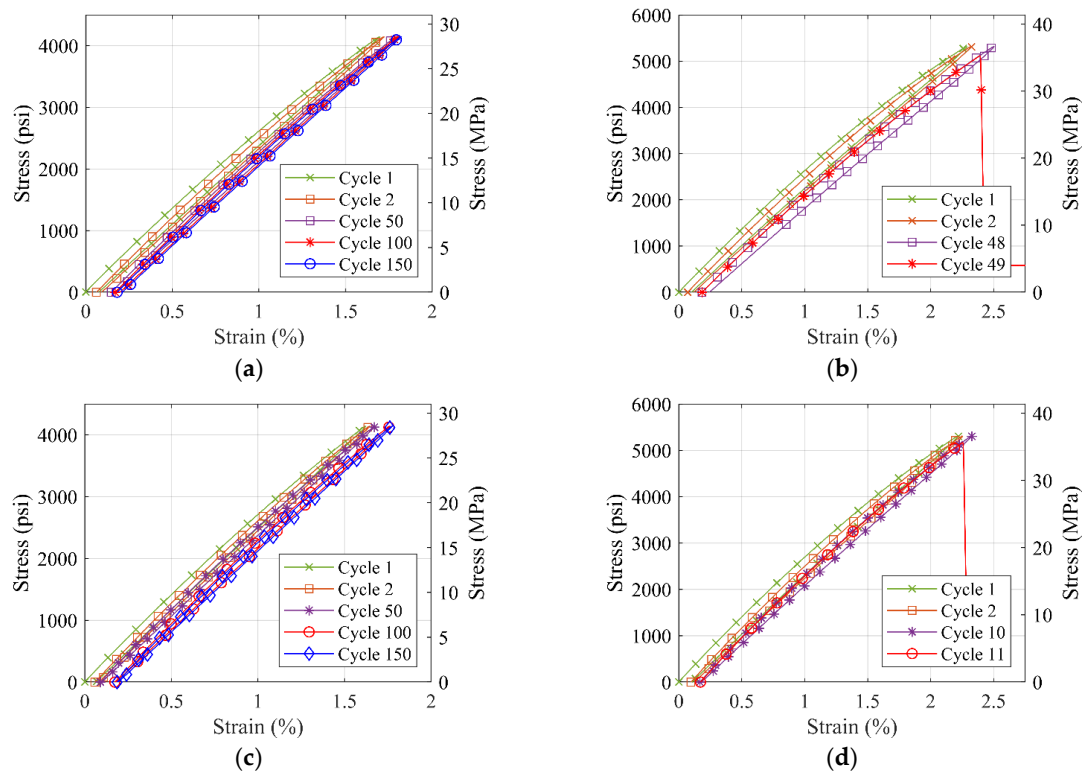 4000
3000
2000
1000
0
Stress (psi)
30
25
20
15
10
5
0
Stress (MPa)
Cycle 1
Cycle 2
Cycle 50
Cycle 100
Cycle 150
0 0.5 1 1.5 2
Strain (%)
(a)
6000
5000
4000
3000
2000
1000
0
Stress (psi)
40
30
20
10
0
Stress (MPa)
Cycle 1
Cycle 2
Cycle 48
Cycle 49
0 0.5 1 1.5 2 2.5
Strain (%)
(b)
4000
3000
2000
1000
0
Stress (psi)
30
25
20
15
10
5
0
Stress (MPa)
Cycle 1
Cycle 2
Cycle 50
Cycle 100
Cycle 150
0 0.5 1 1.5 2
Strain (%)
(c)
6000
5000
4000
3000
2000
1000
0
Stress (psi)
40
30
20
10
0
Stress (MPa)
Cycle 1
Cycle 2
Cycle 10
Cycle 11
0 0.5 1 1.5 2 2.5
Strain (%)
(d)